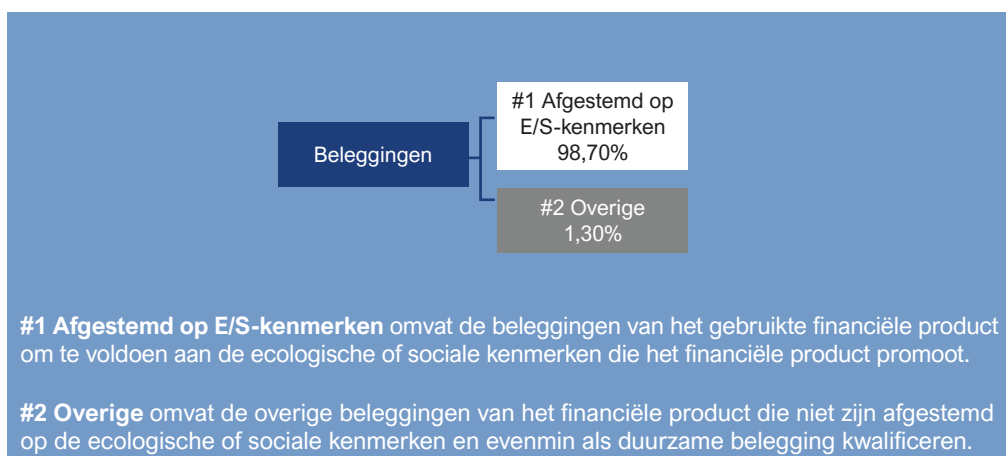 #1 Afgestemd op
E/S-kenmerken
98,70%
Beleggingen
#2 Overige
1,30%
#1 Afgestemd op E/S-kenmerken omvat de beleggingen van het gebruikte financiële product
om te voldoen aan de ecologische of sociale kenmerken die het financiële product promoot.
#2 Overige omvat de overige beleggingen van het financiële product die niet zijn afgestemd
op de ecologische of sociale kenmerken en evenmin als duurzame belegging kwalificeren.